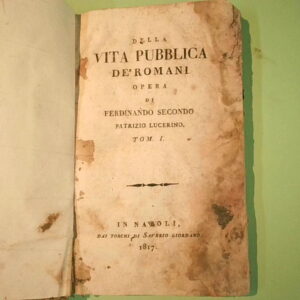 DELLA
VITA PUBBLICA
DE' ROMANI
OPERA
DI
FERDINANDO SECONDO
PATRIZIO LUCERINO.
TOM. I.
IN NAPOLI,
DAI TORCHI DI SAVERIO GIORDANO
1817.